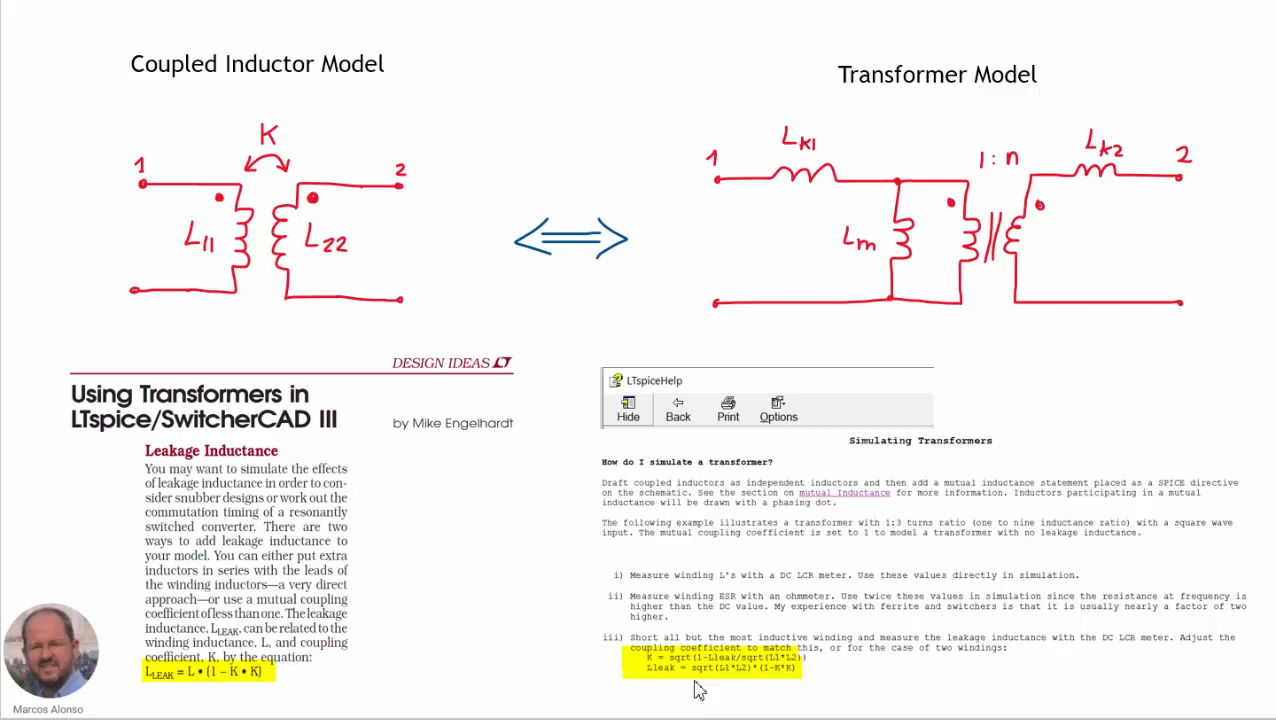 Coupled Inductor Model
Transformer Model
K
1
2
L11
L22
1
Lk1
1:n
Lk2
2
Lm
DESIGN IDEAS
Using Transformers in
LTspice/SwitcherCAD III
by Mike Engelhardt
Leakage Inductance
You may want to simulate the effects
of leakage inductance in order to con-
sider snubber designs or work out the
commutation timing of a resonantly
switched converter. There are two
ways to add leakage inductance to
your model. You can either put extra
inductors in series with the leads of
the winding inductors—a very direct
approach—or use a mutual coupling
coefficient of less than one. The leakage
inductance, LLEAK, can be related to the
winding inductance, L, and coupling
coefficient, K, by the equation:
LLEAK = L • (1 – K • K)
LTspiceHelp
Hide Back Print Options
Simulating Transformers
How do I simulate a transformer?
Draft coupled inductors as independent inductors and then add a mutual inductance statement placed as a SPICE directive
on the schematic. See the section on mutual Inductance for more information. Inductors participating in a mutual
inductance will be drawn with a phasing dot.
The following example illustrates a transformer with 1:3 turns ratio (one to nine inductance ratio) with a square wave
input. The mutual coupling coefficient is set to 1 to model a transformer with no leakage inductance.
i) Measure winding L's with a DC LCR meter. Use these values directly in simulation.
ii) Measure winding ESR with an ohmmeter. Use twice these values in simulation since the resistance at frequency is
higher than the DC value. My experience with ferrite and switchers is that it is usually nearly a factor of two
higher.
iii) Short all but the most inductive winding and measure the leakage inductance with the DC LCR meter. Adjust the
coupling coefficient to match this, or for the case of two windings:
K = sqrt(1-Lleak/sqrt(L1*L2))
Lleak = sqrt(L1*L2)*(1-K*K)
Marcos Alonso